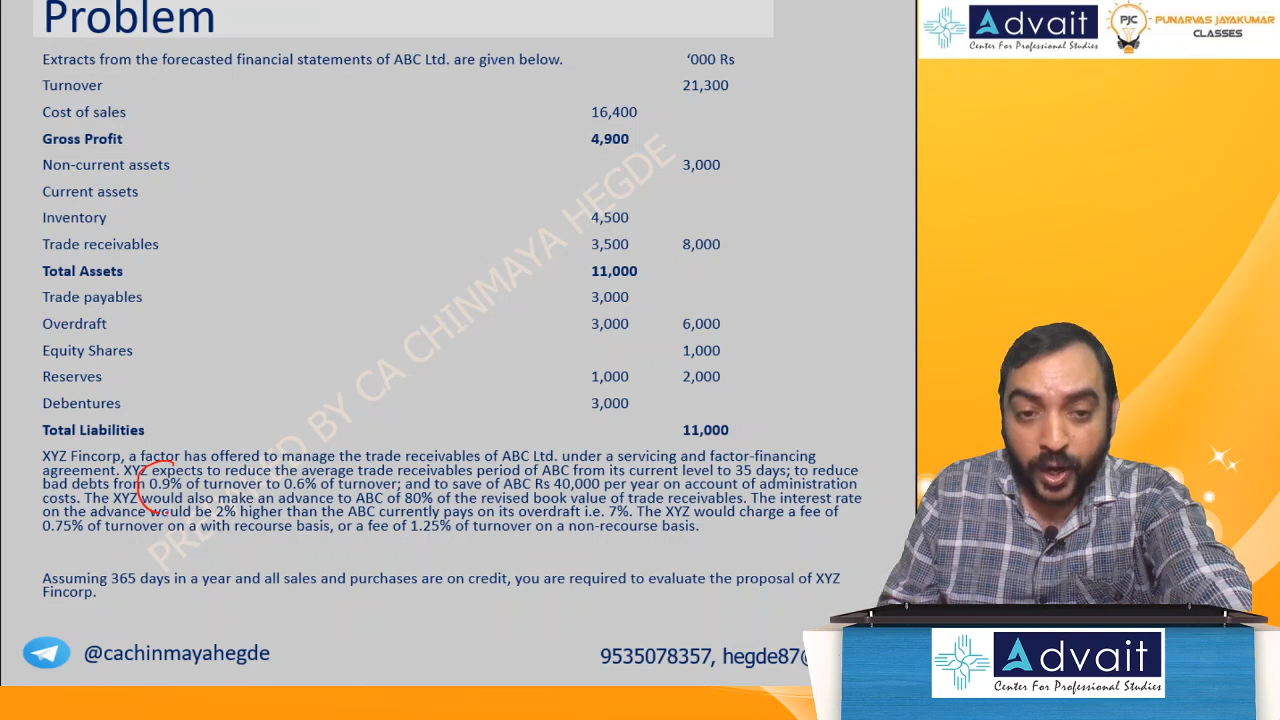 Problem
Extracts from the forecasted financial statements of ABC Ltd. are given below. ‘000 Rs
Turnover 21,300
Cost of sales 16,400
Gross Profit 4,900
Non-current assets 3,000
Current assets
Inventory 4,500
Trade receivables 3,500 8,000
Total Assets 11,000
Trade payables 3,000
Overdraft 3,000 6,000
Equity Shares 1,000
Reserves 1,000 2,000
Debentures 3,000
Total Liabilities 11,000
XYZ Fincorp, a factor has offered to manage the trade receivables of ABC Ltd. under a servicing and factor-financing
agreement. XYZ expects to reduce the average trade receivables period of ABC from its current level to 35 days; to reduce
bad debts from 0.9% of turnover to 0.6% of turnover; and to save of ABC Rs 40,000 per year on account of administration
costs. The XYZ would also make an advance to ABC of 80% of the revised book value of trade receivables. The interest rate
on the advance would be 2% higher than the ABC currently pays on its overdraft i.e. 7%. The XYZ would charge a fee of
0.75% of turnover on a with recourse basis, or a fee of 1.25% of turnover on a non-recourse basis.
Assuming 365 days in a year and all sales and purchases are on credit, you are required to evaluate the proposal of XYZ
Fincorp.
PREPARED BY CA CHINMAYA HEGDE
@cachinmayahegde
9535078357, hegde87@
Advait
Center For Professional Studies
PJC
PUNARVAS JAYAKUMAR
CLASSES
Advait
Center For Professional Studies